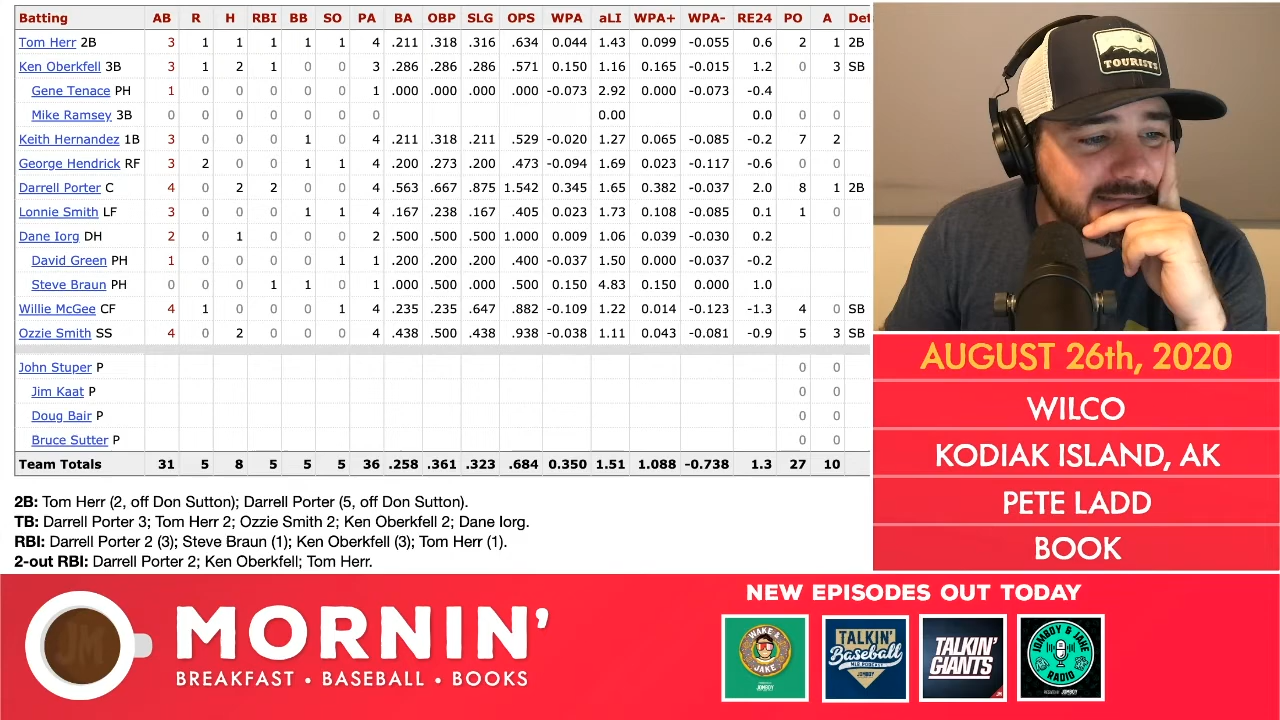 Batting AB R H RBI BB SO PA BA OBP SLG OPS WPA aLI WPA+ WPA- RE24 PO A Det
Tom Herr 2B 3 1 1 1 1 1 4 .211 .318 .316 .634 0.044 1.43 0.099 -0.055 0.6 2 1 2B
Ken Oberkfell 3B 3 1 2 1 0 0 3 .286 .286 .286 .571 0.150 1.16 0.165 -0.015 1.2 0 3 SB
Gene Tenace PH 1 0 0 0 0 0 1 .000 .000 .000 .000 -0.073 2.92 0.000 -0.073 -0.4
Mike Ramsey 3B 0 0 0 0 0 0 0 0.00 0.0 0 0
Keith Hernandez 1B 3 0 0 0 1 0 4 .211 .318 .211 .529 -0.020 1.27 0.065 -0.085 -0.2 7 2
George Hendrick RF 3 2 0 0 1 1 4 .200 .273 .200 .473 -0.094 1.69 0.023 -0.117 -0.6 0 0
Darrell Porter C 4 0 2 2 0 0 4 .563 .667 .875 1.542 0.345 1.65 0.382 -0.037 2.0 8 1 2B
Lonnie Smith LF 3 0 0 0 1 1 4 .167 .238 .167 .405 0.023 1.73 0.108 -0.085 0.1 1 0
Dane Iorg DH 2 0 1 0 0 0 2 .500 .500 .500 1.000 0.009 1.06 0.039 -0.030 0.2
David Green PH 1 0 0 0 0 1 1 .200 .200 .200 .400 -0.037 1.50 0.000 -0.037 -0.2
Steve Braun PH 0 0 0 1 1 0 1 .000 .500 .000 .500 0.150 4.83 0.150 0.000 1.0
Willie McGee CF 4 1 0 0 0 1 4 .235 .235 .647 .882 -0.109 1.22 0.014 -0.123 -1.3 4 0 SB
Ozzie Smith SS 4 0 2 0 0 0 4 .438 .500 .438 .938 -0.038 1.11 0.043 -0.081 -0.9 5 3 SB
John Stuper P 0 0
Jim Kaat P 0 0
Doug Bair P 0 0
Bruce Sutter P 0 0
Team Totals 31 5 8 5 5 5 36 .258 .361 .323 .684 0.350 1.51 1.088 -0.738 1.3 27 10
2B: Tom Herr (2, off Don Sutton); Darrell Porter (5, off Don Sutton).
TB: Darrell Porter 3; Tom Herr 2; Ozzie Smith 2; Ken Oberkfell 2; Dane Iorg.
RBI: Darrell Porter 2 (3); Steve Braun (1); Ken Oberkfell (3); Tom Herr (1).
2-out RBI: Darrell Porter 2; Ken Oberkfell; Tom Herr.
TOURISTS
AUGUST 26th, 2020
WILCO
KODIAK ISLAND, AK
PETE LADD
BOOK
JM
MORNIN'
BREAKFAST • BASEBALL • BOOKS
NEW EPISODES OUT TODAY
WAKE & JAKE
TALKIN' Baseball
MLB PODCAST
JOMBOY
TALKIN' GIANTS
JOMBOY & JAKE RADIO
JOMBOY